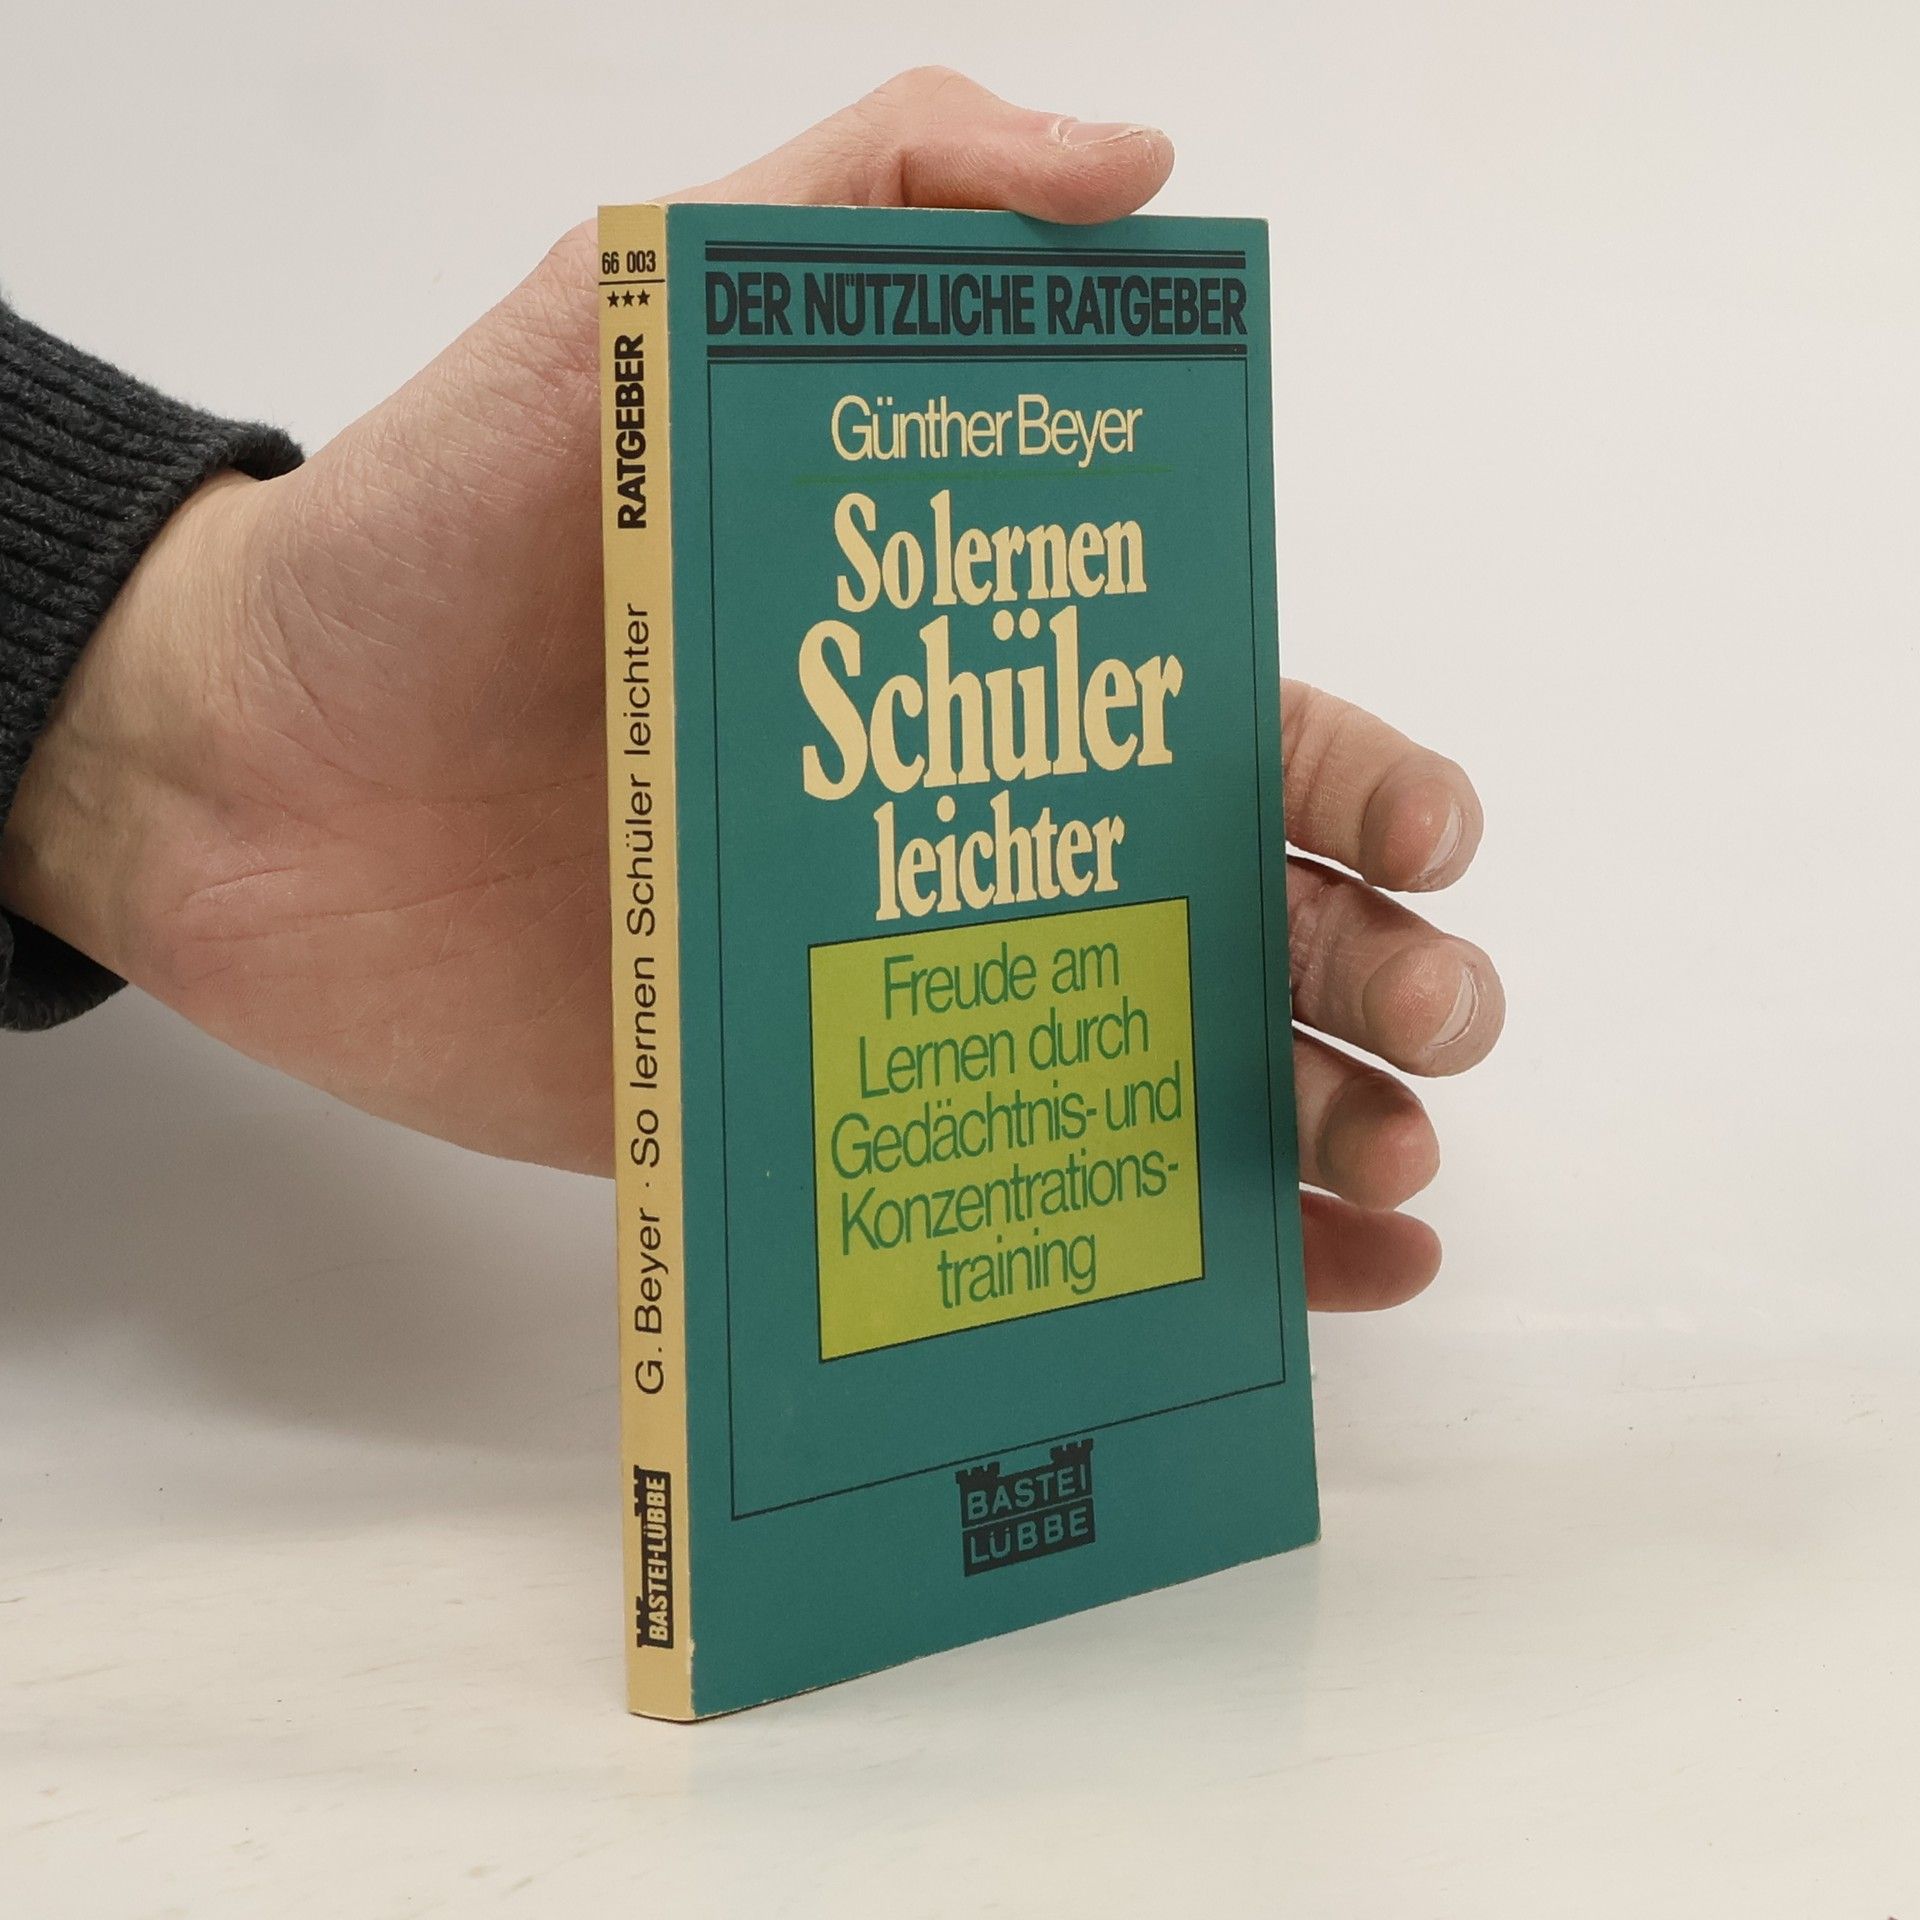 66 003
★★★
RATGEBER
G. Beyer · So lernen Schüler leichter
BASTEI-LÜBBE
DER NÜTZLICHE RATGEBER
Günther Beyer
So lernen
Schüler
leichter
Freude am
Lernen durch
Gedächtnis- und
Konzentrations-
training
BASTEI
LÜBBE